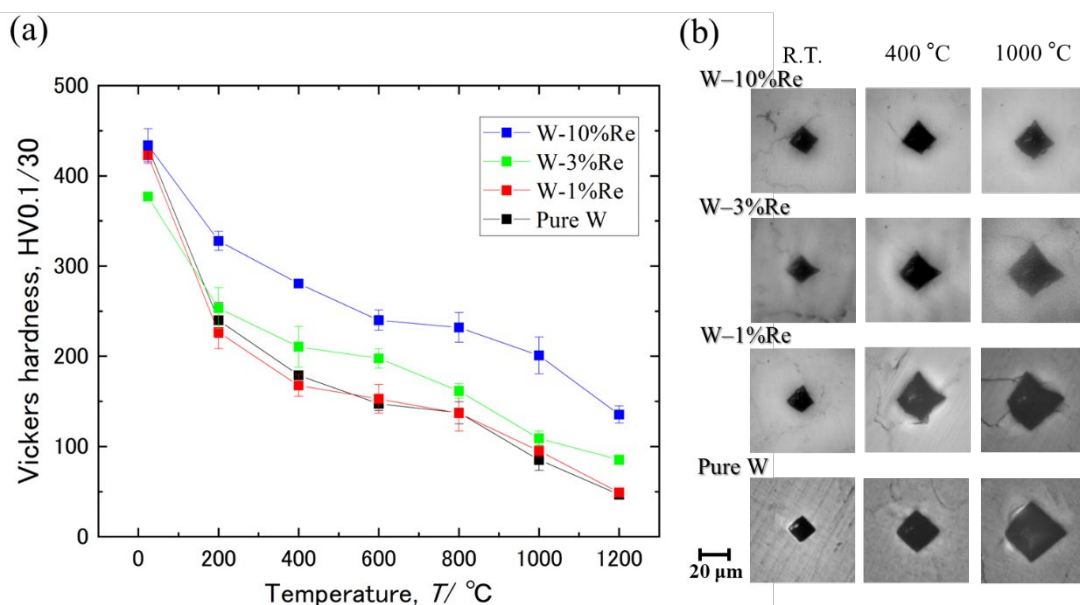 (a)
500
400
300
200
100
0
Vickers hardness, HV0.1/30
W-10%Re
W-3%Re
W-1%Re
Pure W
0 200 400 600 800 1000 1200
Temperature, T/ °C
(b)
R.T. 400 °C 1000 °C
W–10%Re
W–3%Re
W–1%Re
Pure W
20 μm